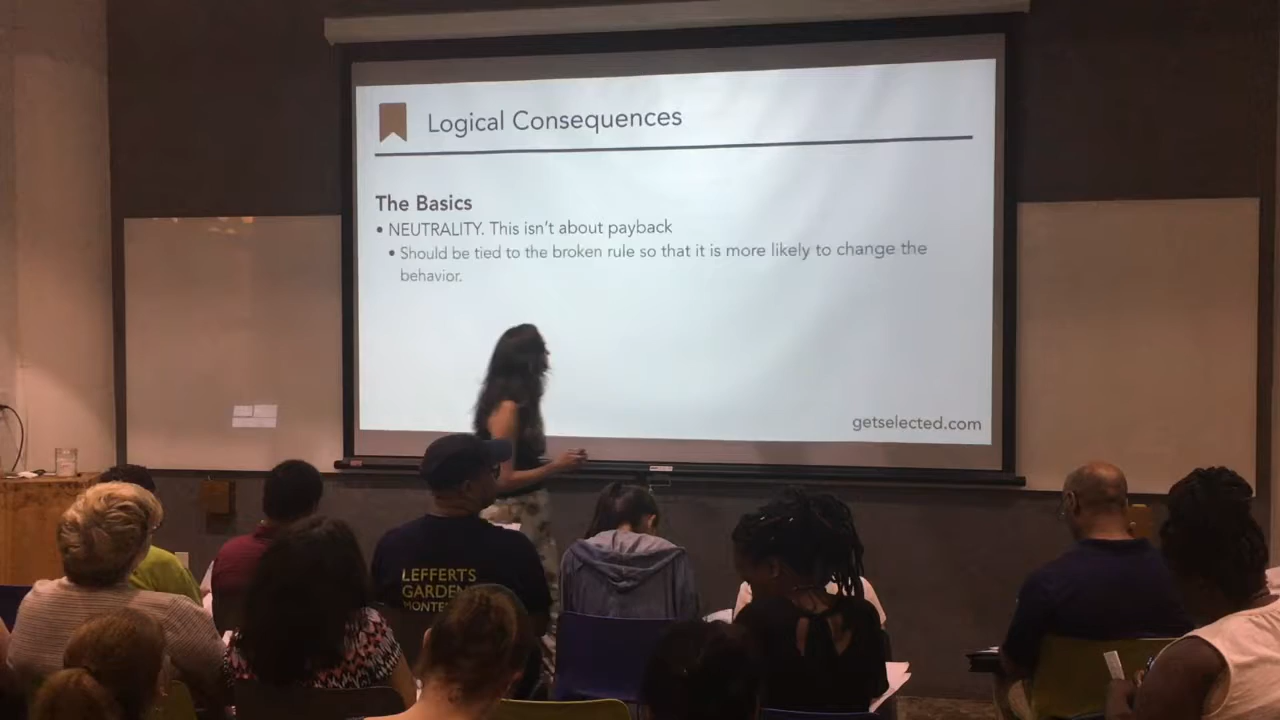 Logical Consequences
The Basics
• NEUTRALITY. This isn't about payback
• Should be tied to the broken rule so that it is more likely to change the
behavior.
getselected.com
LEFFERTS
GARDEN